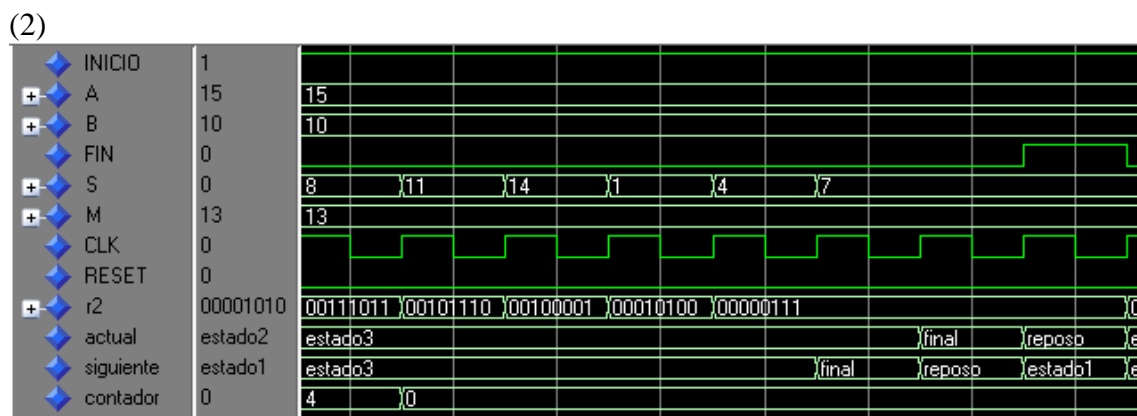 (2)
INICIO 1
A 15 15
B 10 10
FIN 0
S 0 8 11 14 1 4 7
M 13 13
CLK 0
RESET 0
r2 00001010 00111011 00101110 00100001 00010100 00000111
actual estado2 estado3 final reposo
siguiente estado1 estado3 final reposo estado1
contador 0 4 0